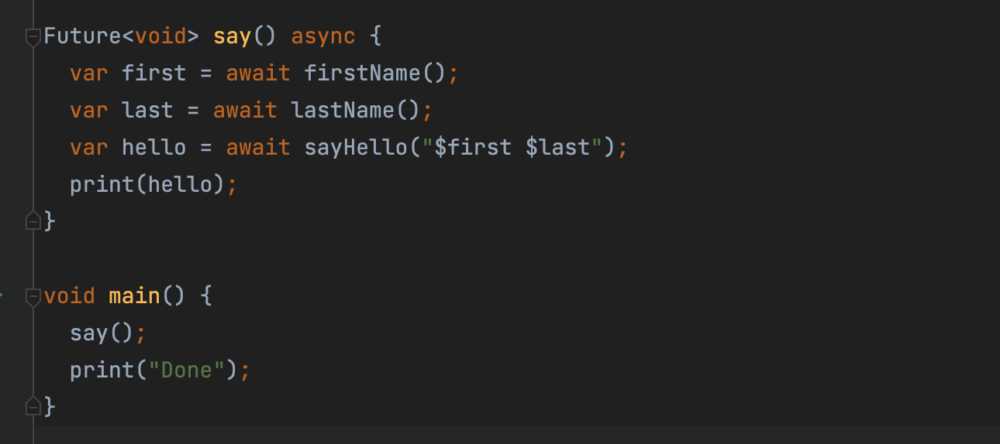 Future<void> say() async {
  var first = await firstName();
  var last = await lastName();
  var hello = await sayHello("$first $last");
  print(hello);
}
void main() {
  say();
  print("Done");
}